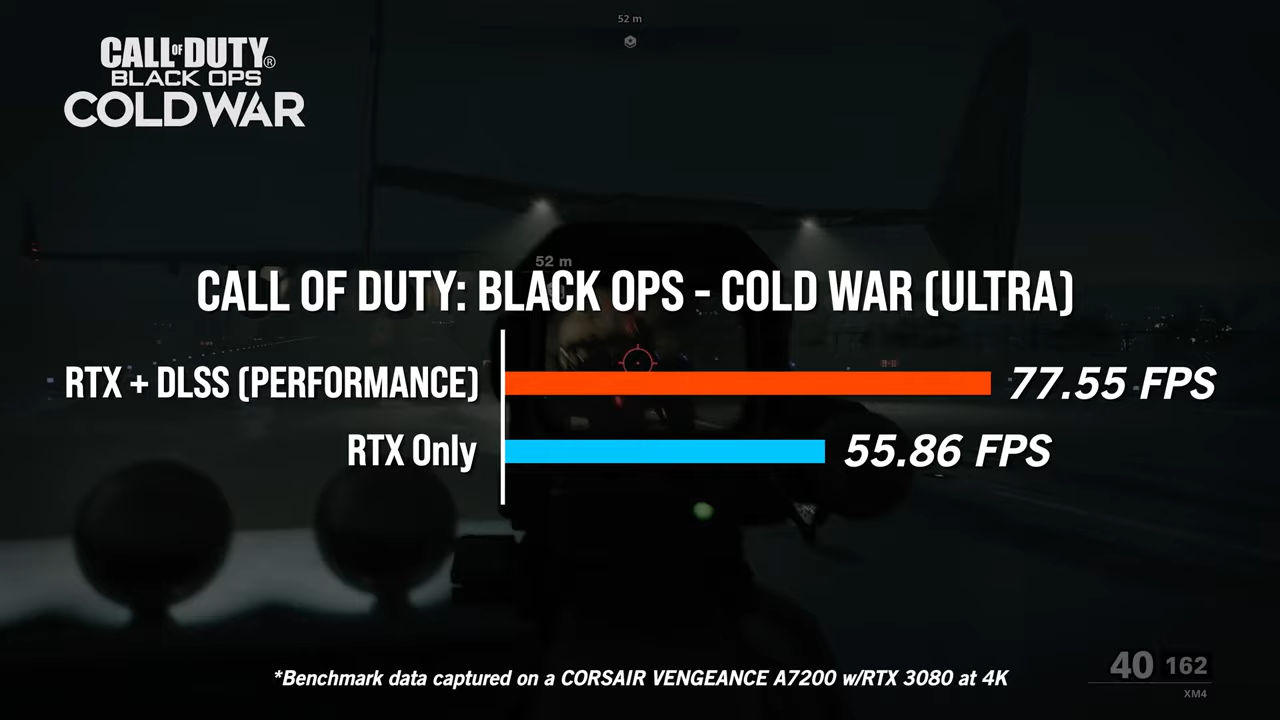 52 m
CALL OF DUTY®
BLACK OPS
COLD WAR
52 m
CALL OF DUTY: BLACK OPS - COLD WAR (ULTRA)
RTX + DLSS (PERFORMANCE) 77.55 FPS
RTX Only 55.86 FPS
40 162
XM4
*Benchmark data captured on a CORSAIR VENGEANCE A7200 w/RTX 3080 at 4K